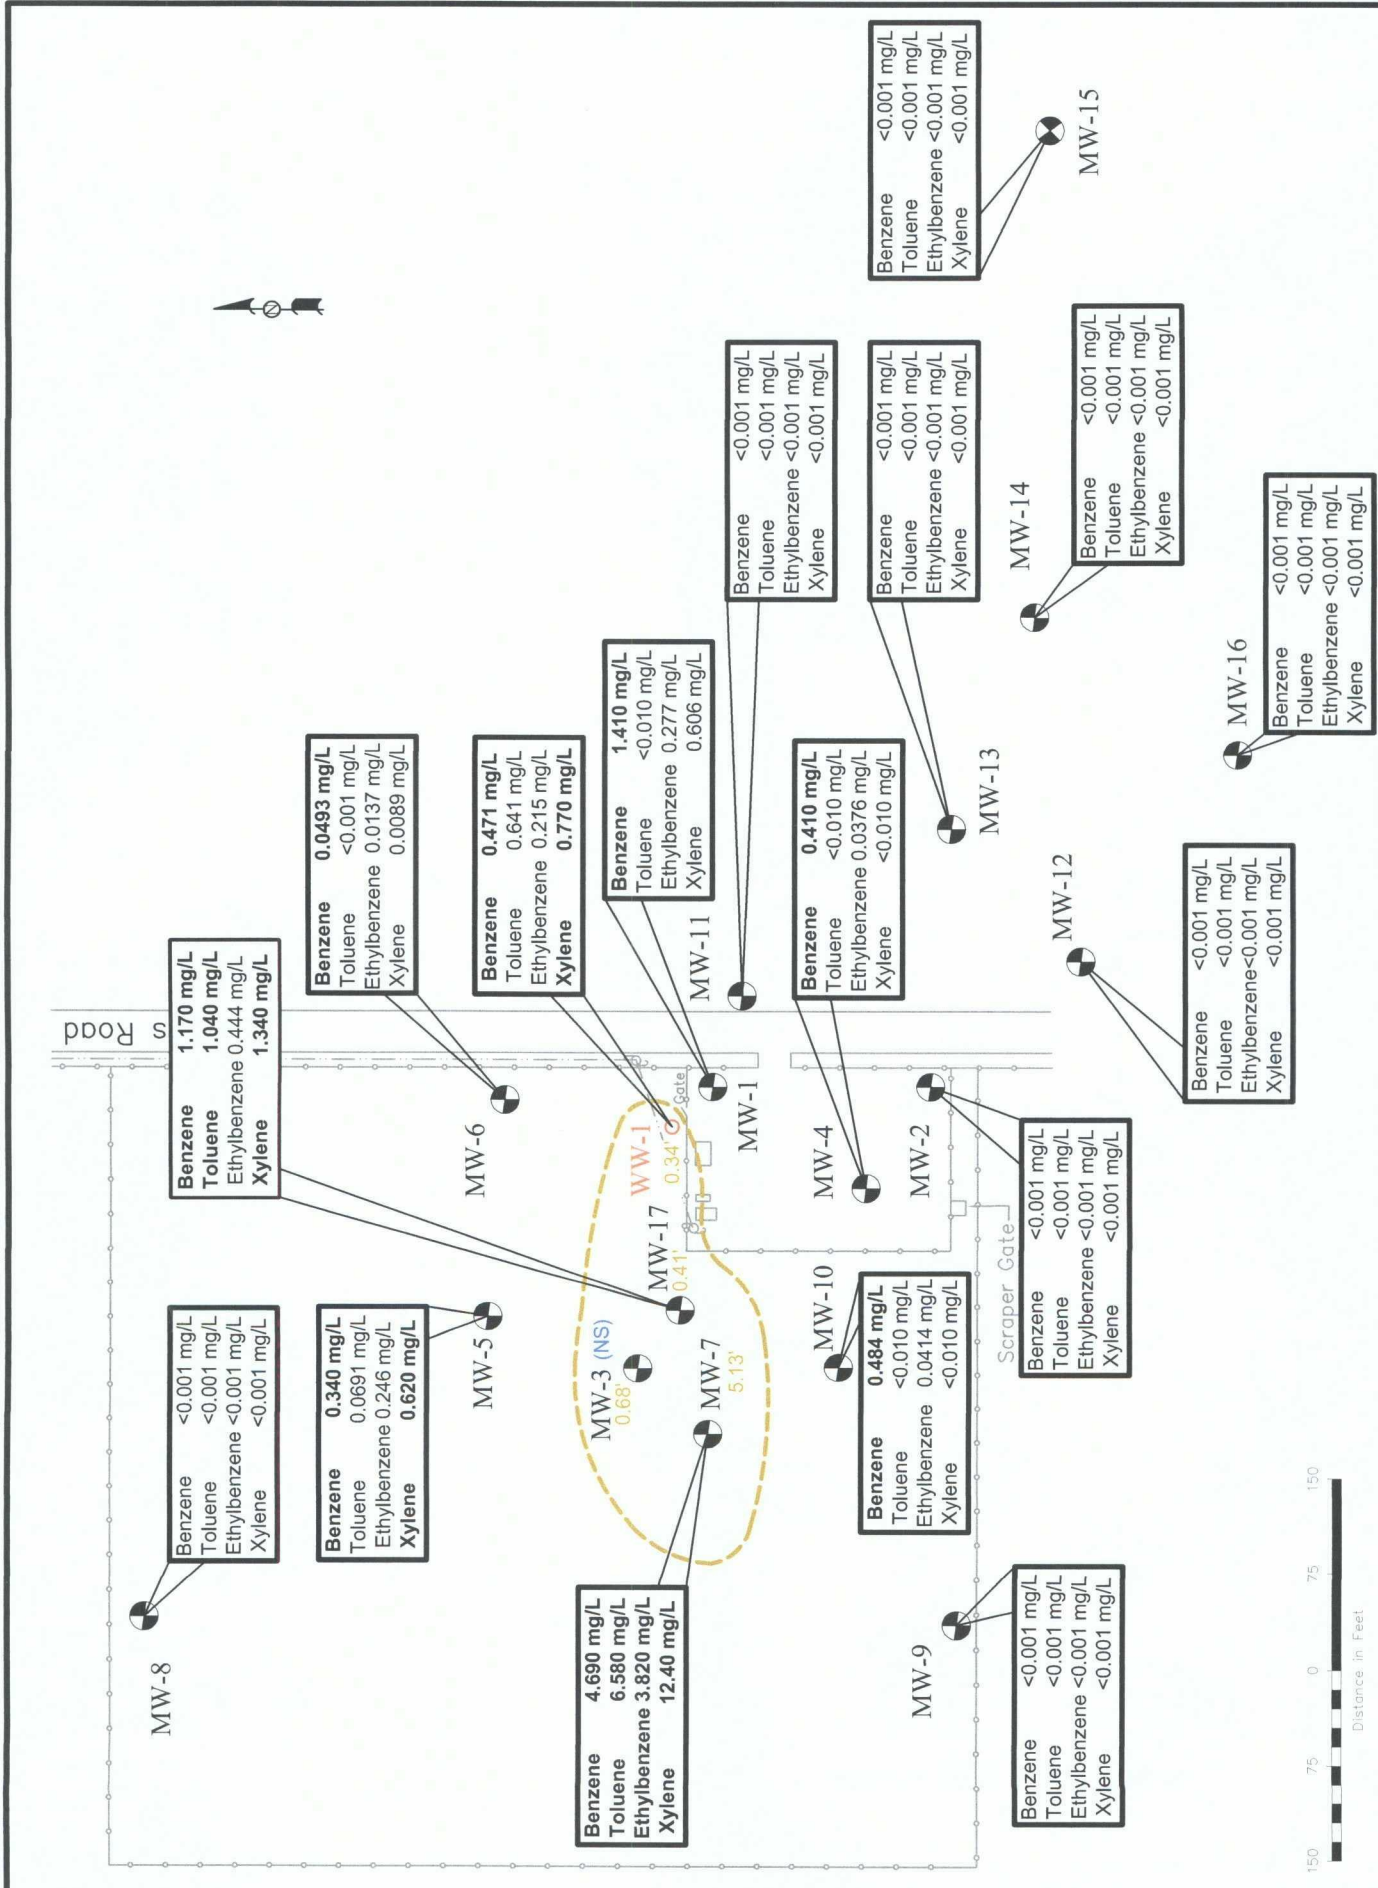 s Road
N
MW-8
Benzene <0.001 mg/L
Toluene <0.001 mg/L
Ethylbenzene <0.001 mg/L
Xylene <0.001 mg/L
Benzene 1.170 mg/L
Toluene 1.040 mg/L
Ethylbenzene 0.444 mg/L
Xylene 1.340 mg/L
Benzene 0.340 mg/L
Toluene 0.0691 mg/L
Ethylbenzene 0.246 mg/L
Xylene 0.620 mg/L
MW-5
Benzene 0.0493 mg/L
Toluene <0.001 mg/L
Ethylbenzene 0.0137 mg/L
Xylene 0.0089 mg/L
MW-6
Benzene 0.471 mg/L
Toluene 0.641 mg/L
Ethylbenzene 0.215 mg/L
Xylene 0.770 mg/L
Benzene 4.690 mg/L
Toluene 6.580 mg/L
Ethylbenzene 3.820 mg/L
Xylene 12.40 mg/L
MW-3 (NS)
0.68'
MW-17
0.41'
WW-1
0.34'
Gate
MW-7
5.13'
Benzene 1.410 mg/L
Toluene <0.010 mg/L
Ethylbenzene 0.277 mg/L
Xylene 0.606 mg/L
MW-1
MW-11
Benzene <0.001 mg/L
Toluene <0.001 mg/L
Ethylbenzene <0.001 mg/L
Xylene <0.001 mg/L
MW-10
Benzene 0.484 mg/L
Toluene <0.010 mg/L
Ethylbenzene 0.0414 mg/L
Xylene <0.010 mg/L
MW-4
Benzene 0.410 mg/L
Toluene <0.010 mg/L
Ethylbenzene 0.0376 mg/L
Xylene <0.010 mg/L
Benzene <0.001 mg/L
Toluene <0.001 mg/L
Ethylbenzene <0.001 mg/L
Xylene <0.001 mg/L
MW-13
Benzene <0.001 mg/L
Toluene <0.001 mg/L
Ethylbenzene <0.001 mg/L
Xylene <0.001 mg/L
MW-15
MW-9
Benzene <0.001 mg/L
Toluene <0.001 mg/L
Ethylbenzene <0.001 mg/L
Xylene <0.001 mg/L
Scraper Gate
MW-2
Benzene <0.001 mg/L
Toluene <0.001 mg/L
Ethylbenzene <0.001 mg/L
Xylene <0.001 mg/L
MW-12
Benzene <0.001 mg/L
Toluene <0.001 mg/L
Ethylbenzene<0.001 mg/L
Xylene <0.001 mg/L
MW-14
Benzene <0.001 mg/L
Toluene <0.001 mg/L
Ethylbenzene <0.001 mg/L
Xylene <0.001 mg/L
MW-16
Benzene <0.001 mg/L
Toluene <0.001 mg/L
Ethylbenzene <0.001 mg/L
Xylene <0.001 mg/L
150 75 0 75 150
Distance in Feet